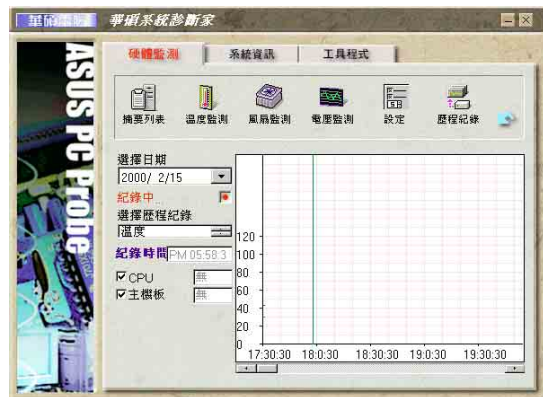 華碩系統診斷家
ASUS PC Probe
硬體監測 系統資訊 工具程式
摘要列表 溫度監測 風扇監測 電壓監測 設定 歷程紀錄
選擇日期
2000/ 2/15
紀錄中
選擇歷程紀錄
溫度
紀錄時間 PM 05:58:3
CPU 無
主機板 無
120
100
80
60
40
20
0
17:30:30 18:0:30 18:30:30 19:0:30 19:30:30